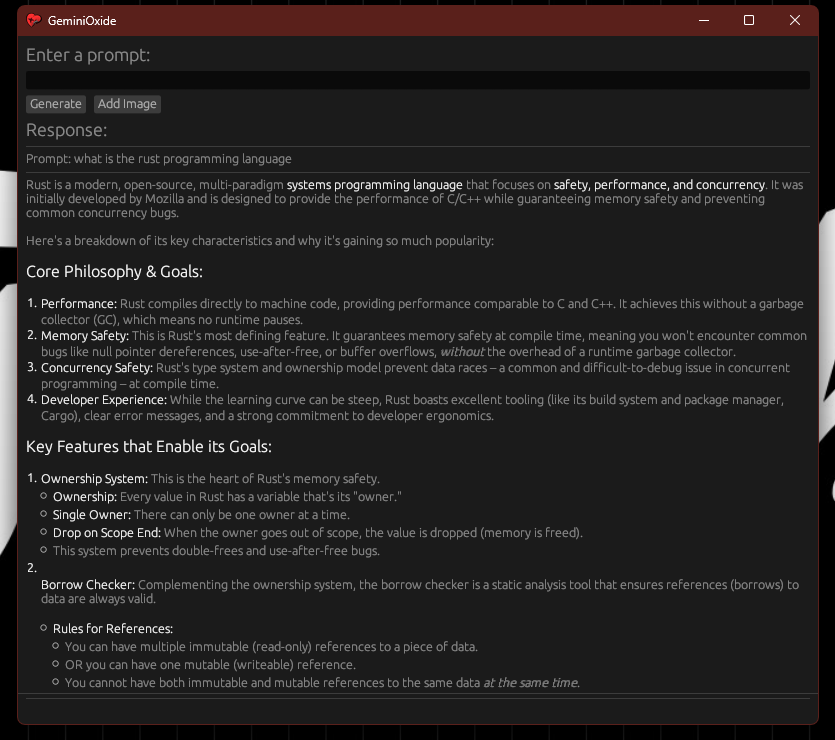 GeminiOxide
Enter a prompt:
Generate Add Image
Response:
Prompt: what is the rust programming language
Rust is a modern, open-source, multi-paradigm systems programming language that focuses on safety, performance, and concurrency. It was
initially developed by Mozilla and is designed to provide the performance of C/C++ while guaranteeing memory safety and preventing
common concurrency bugs.
Here's a breakdown of its key characteristics and why it's gaining so much popularity:
Core Philosophy & Goals:
1. Performance: Rust compiles directly to machine code, providing performance comparable to C and C++. It achieves this without a garbage
collector (GC), which means no runtime pauses.
2. Memory Safety: This is Rust's most defining feature. It guarantees memory safety at compile time, meaning you won't encounter common
bugs like null pointer dereferences, use-after-free, or buffer overflows, without the overhead of a runtime garbage collector.
3. Concurrency Safety: Rust's type system and ownership model prevent data races – a common and difficult-to-debug issue in concurrent
programming – at compile time.
4. Developer Experience: While the learning curve can be steep, Rust boasts excellent tooling (like its build system and package manager,
Cargo), clear error messages, and a strong commitment to developer ergonomics.
Key Features that Enable its Goals:
1. Ownership System: This is the heart of Rust's memory safety.
Ownership: Every value in Rust has a variable that's its "owner."
Single Owner: There can only be one owner at a time.
Drop on Scope End: When the owner goes out of scope, the value is dropped (memory is freed).
This system prevents double-frees and use-after-free bugs.
2.
Borrow Checker: Complementing the ownership system, the borrow checker is a static analysis tool that ensures references (borrows) to
data are always valid.
Rules for References:
You can have multiple immutable (read-only) references to a piece of data.
OR you can have one mutable (writeable) reference.
You cannot have both immutable and mutable references to the same data at the same time.